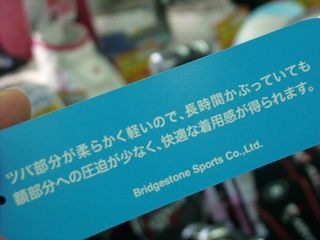 ツバ部分が柔らかく軽いので、長時間かぶっていても
額部分への圧迫が少なく、快適な着用感が得られます。
Bridgestone Sports Co.,Ltd.